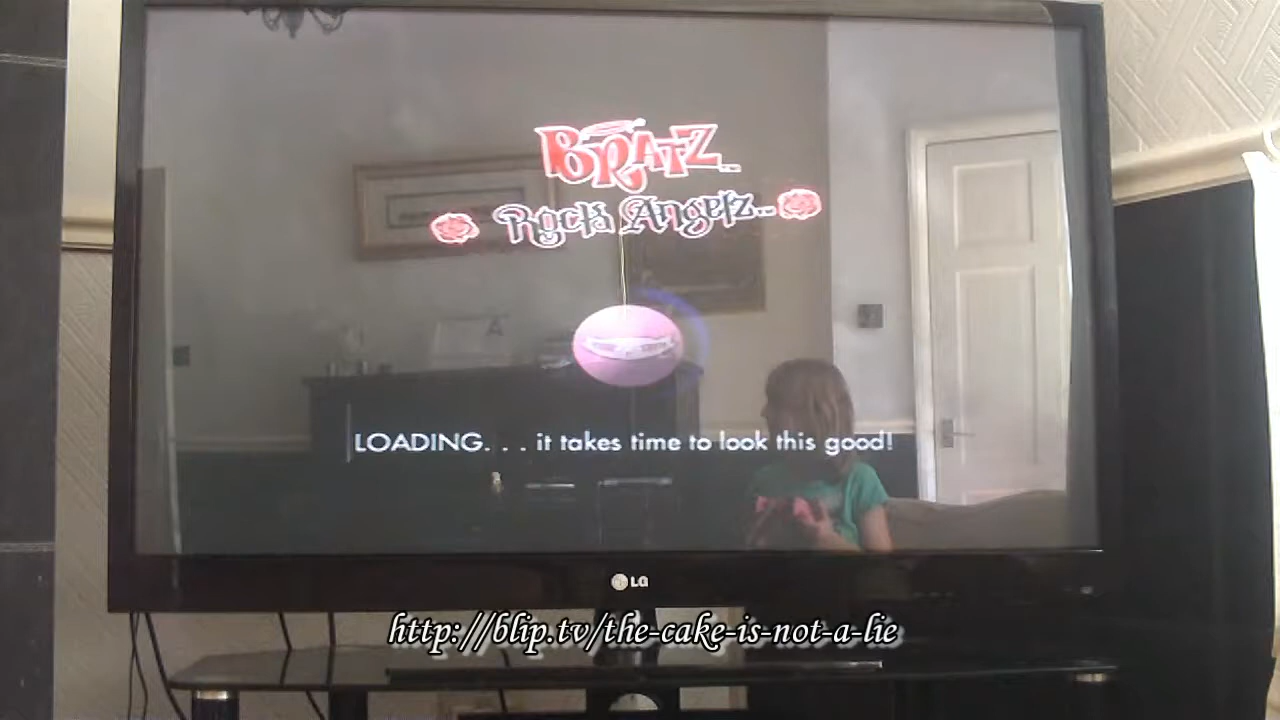 BRATZ
Rock Angelz
LOADING. . . it takes time to look this good!
LG
http://blip.tv/the-cake-is-not-a-lie